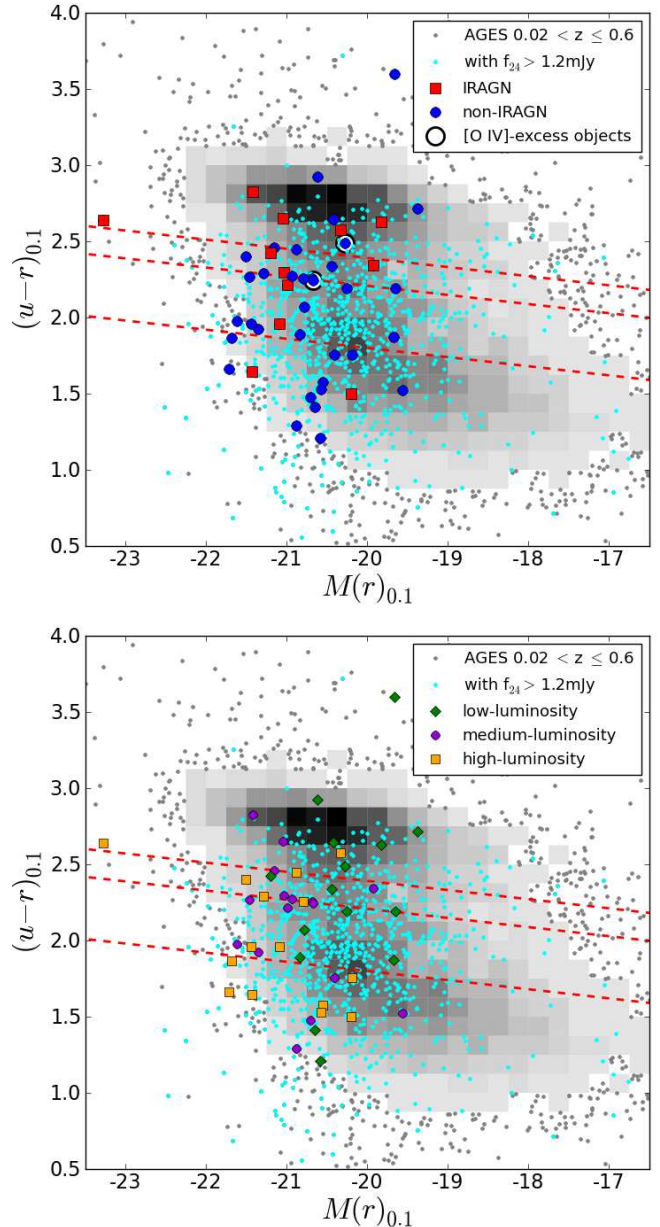 4.0
3.5
3.0
2.5
2.0
1.5
1.0
0.5
(u−r)0.1
AGES 0.02 < z ≤ 0.6
with f24 > 1.2mJy
IRAGN
non-IRAGN
[O IV]-excess objects
-23 -22 -21 -20 -19 -18 -17
M(r)0.1
4.0
3.5
3.0
2.5
2.0
1.5
1.0
0.5
(u−r)0.1
AGES 0.02 < z ≤ 0.6
with f24 > 1.2mJy
low-luminosity
medium-luminosity
high-luminosity
-23 -22 -21 -20 -19 -18 -17
M(r)0.1